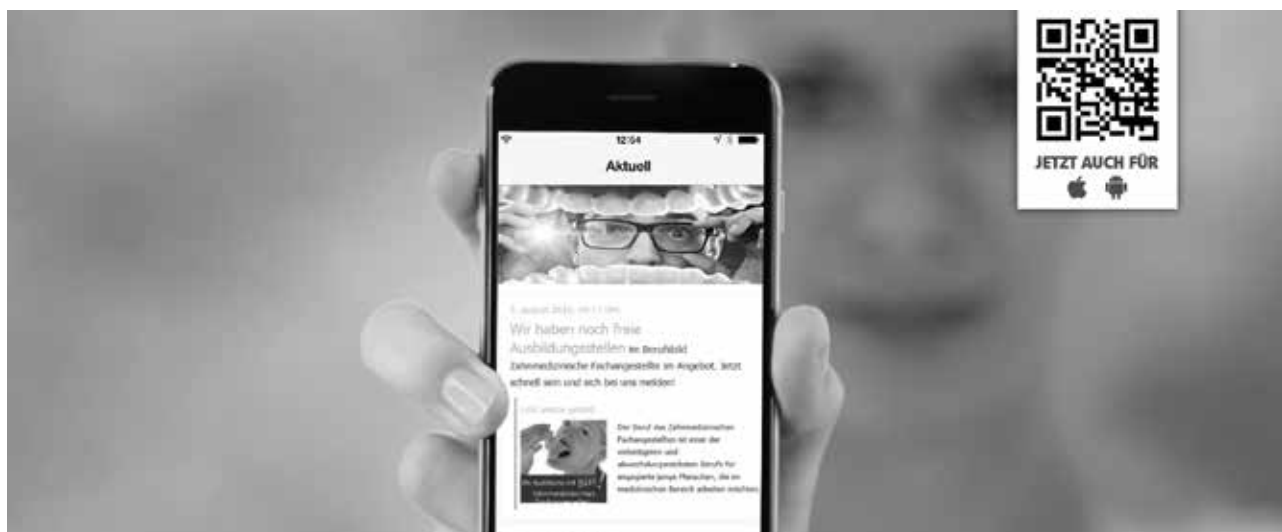 JETZT AUCH FÜR
12:54
Aktuell
Wir haben noch freie
Ausbildungsstellen im Berufsbild
Zahnmedizinische Fachangestellte im Angebot. Jetzt
schnell sein und sich bei uns melden!
Der Beruf des Zahnmedizinischen
Fachangestellten ist einer der
vielseitigsten und
abwechslungsreichsten Berufe für
engagierte junge Menschen, die im
medizinischen Bereich arbeiten möchten.